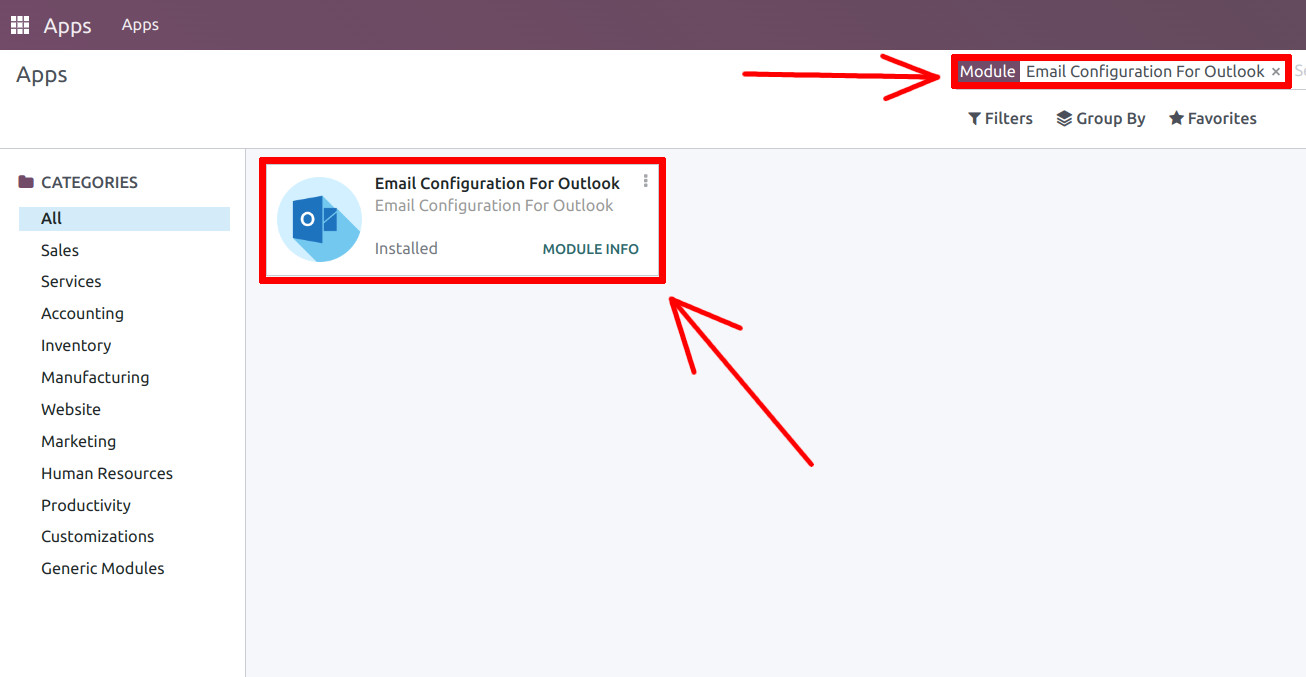 Apps Apps
Apps
Module Email Configuration For Outlook ×
Filters Group By Favorites
CATEGORIES
All
Sales
Services
Accounting
Inventory
Manufacturing
Website
Marketing
Human Resources
Productivity
Customizations
Generic Modules
Email Configuration For Outlook
Email Configuration For Outlook
Installed MODULE INFO